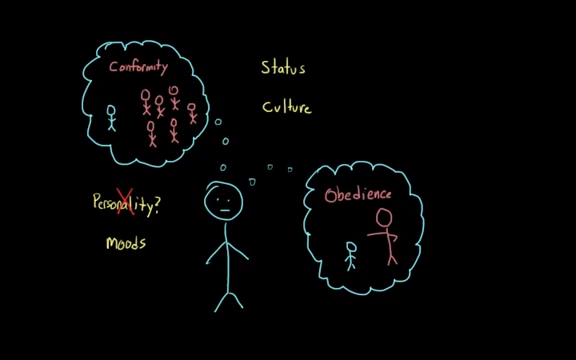 Conformity
Status
Culture
Personality?
Moods
Obedience